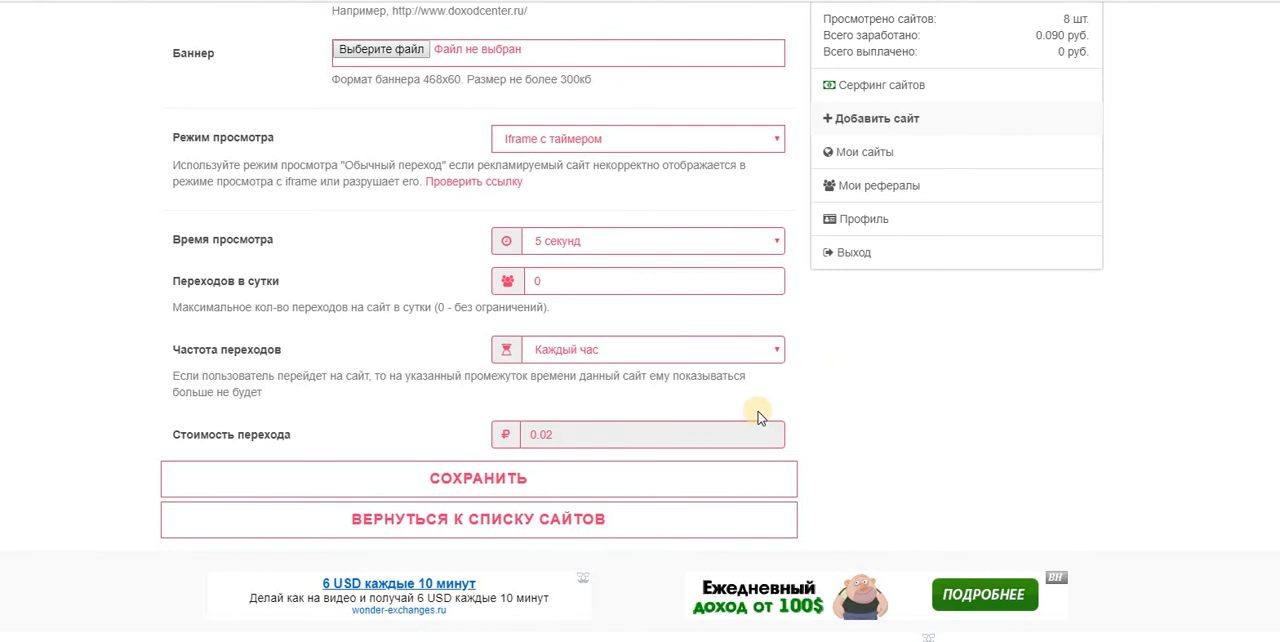 Например, http://www.doxodcenter.ru/
Баннер
Выберите файл Файл не выбран
Формат баннера 468x60. Размер не более 300кб
Режим просмотра
Iframe с таймером
Используйте режим просмотра "Обычный переход" если рекламируемый сайт некорректно отображается в
режиме просмотра с iframe или разрушает его. Проверить ссылку
Время просмотра
5 секунд
Переходов в сутки
0
Максимальное кол-во переходов на сайт в сутки (0 - без ограничений).
Частота переходов
Каждый час
Если пользователь перейдет на сайт, то на указанный промежуток времени данный сайт ему показываться
больше не будет
Стоимость перехода
₽ 0.02
СОХРАНИТЬ
ВЕРНУТЬСЯ К СПИСКУ САЙТОВ
Просмотрено сайтов: 8 шт.
Всего заработано: 0.090 руб.
Всего выплачено: 0 руб.
Серфинг сайтов
Добавить сайт
Мои сайты
Мои рефералы
Профиль
Выход
6 USD каждые 10 минут
Делай как на видео и получай 6 USD каждые 10 минут
wonder-exchanges.ru
Ежедневный
доход от 100$
ПОДРОБНЕЕ
BH